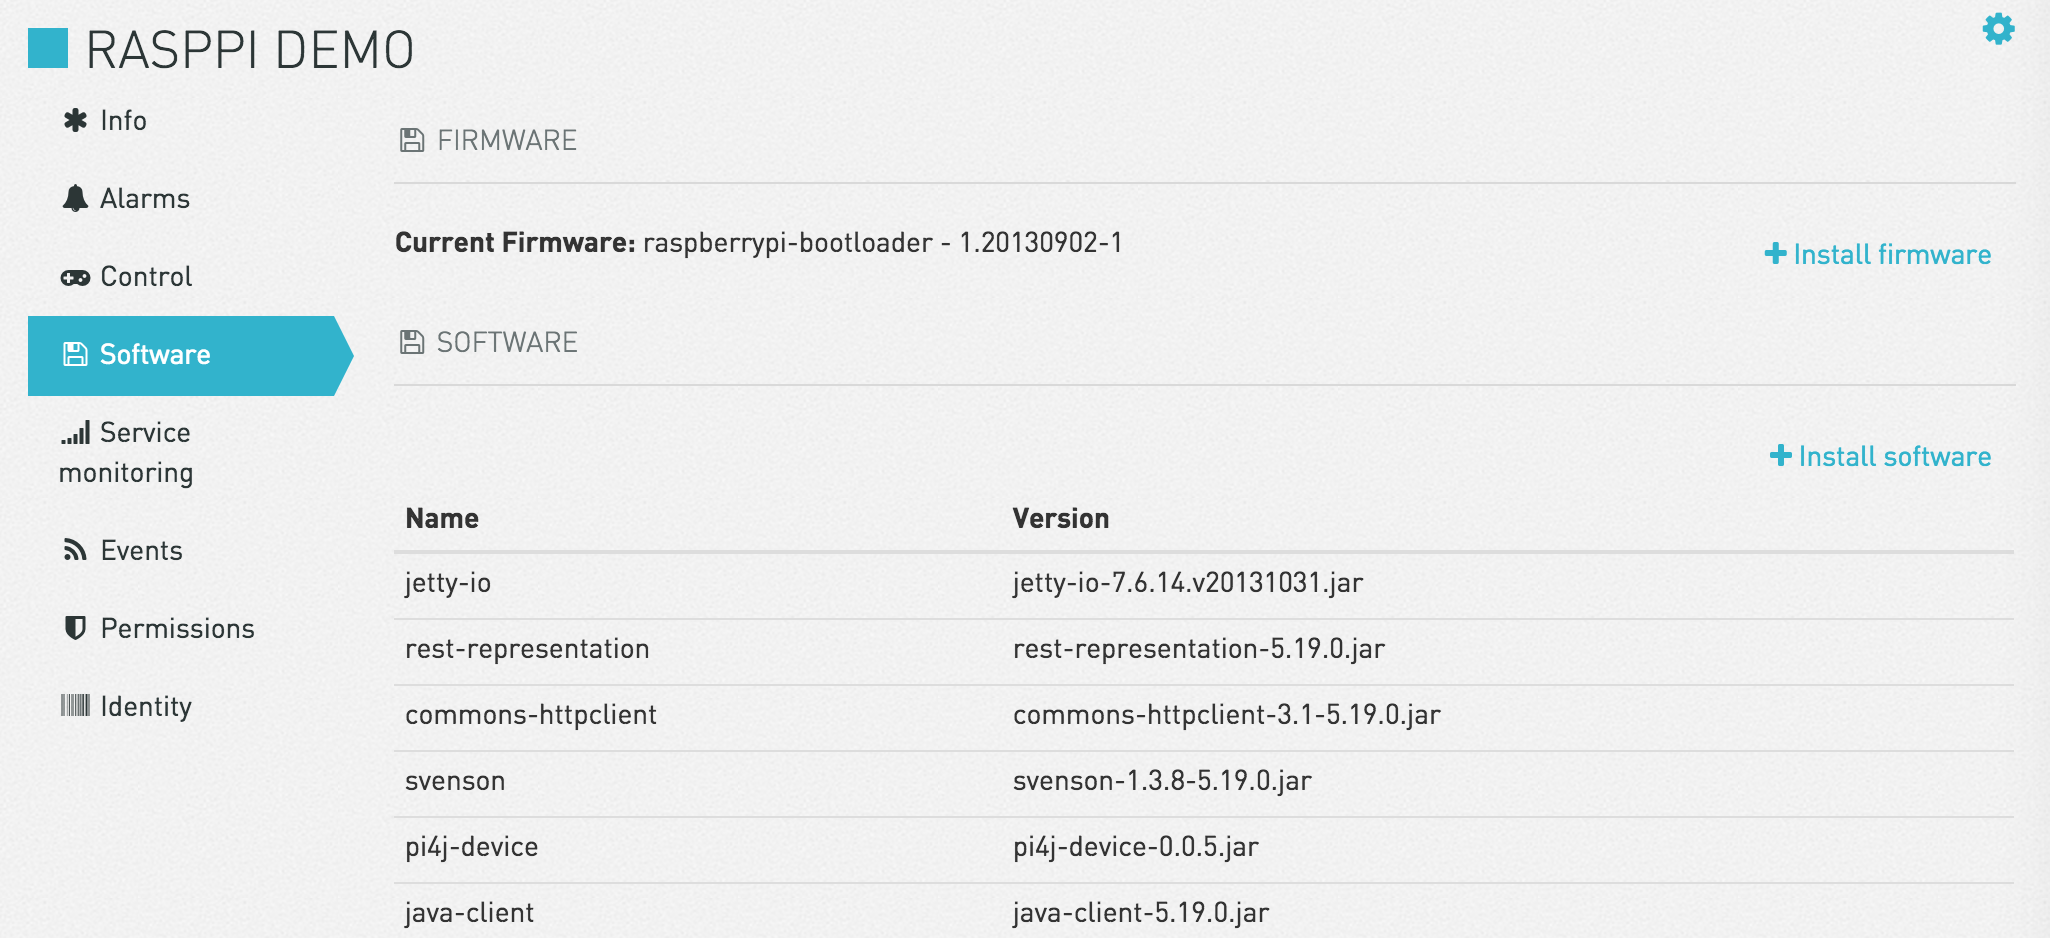 RASPPI DEMO
Info
Alarms
Control
Software
Service
monitoring
Events
Permissions
Identity
FIRMWARE
Current Firmware: raspberrypi-bootloader - 1.20130902-1
Install firmware
SOFTWARE
Install software
Name Version
jetty-io jetty-io-7.6.14.v20131031.jar
rest-representation rest-representation-5.19.0.jar
commons-httpclient commons-httpclient-3.1-5.19.0.jar
svenson svenson-1.3.8-5.19.0.jar
pi4j-device pi4j-device-0.0.5.jar
java-client java-client-5.19.0.jar